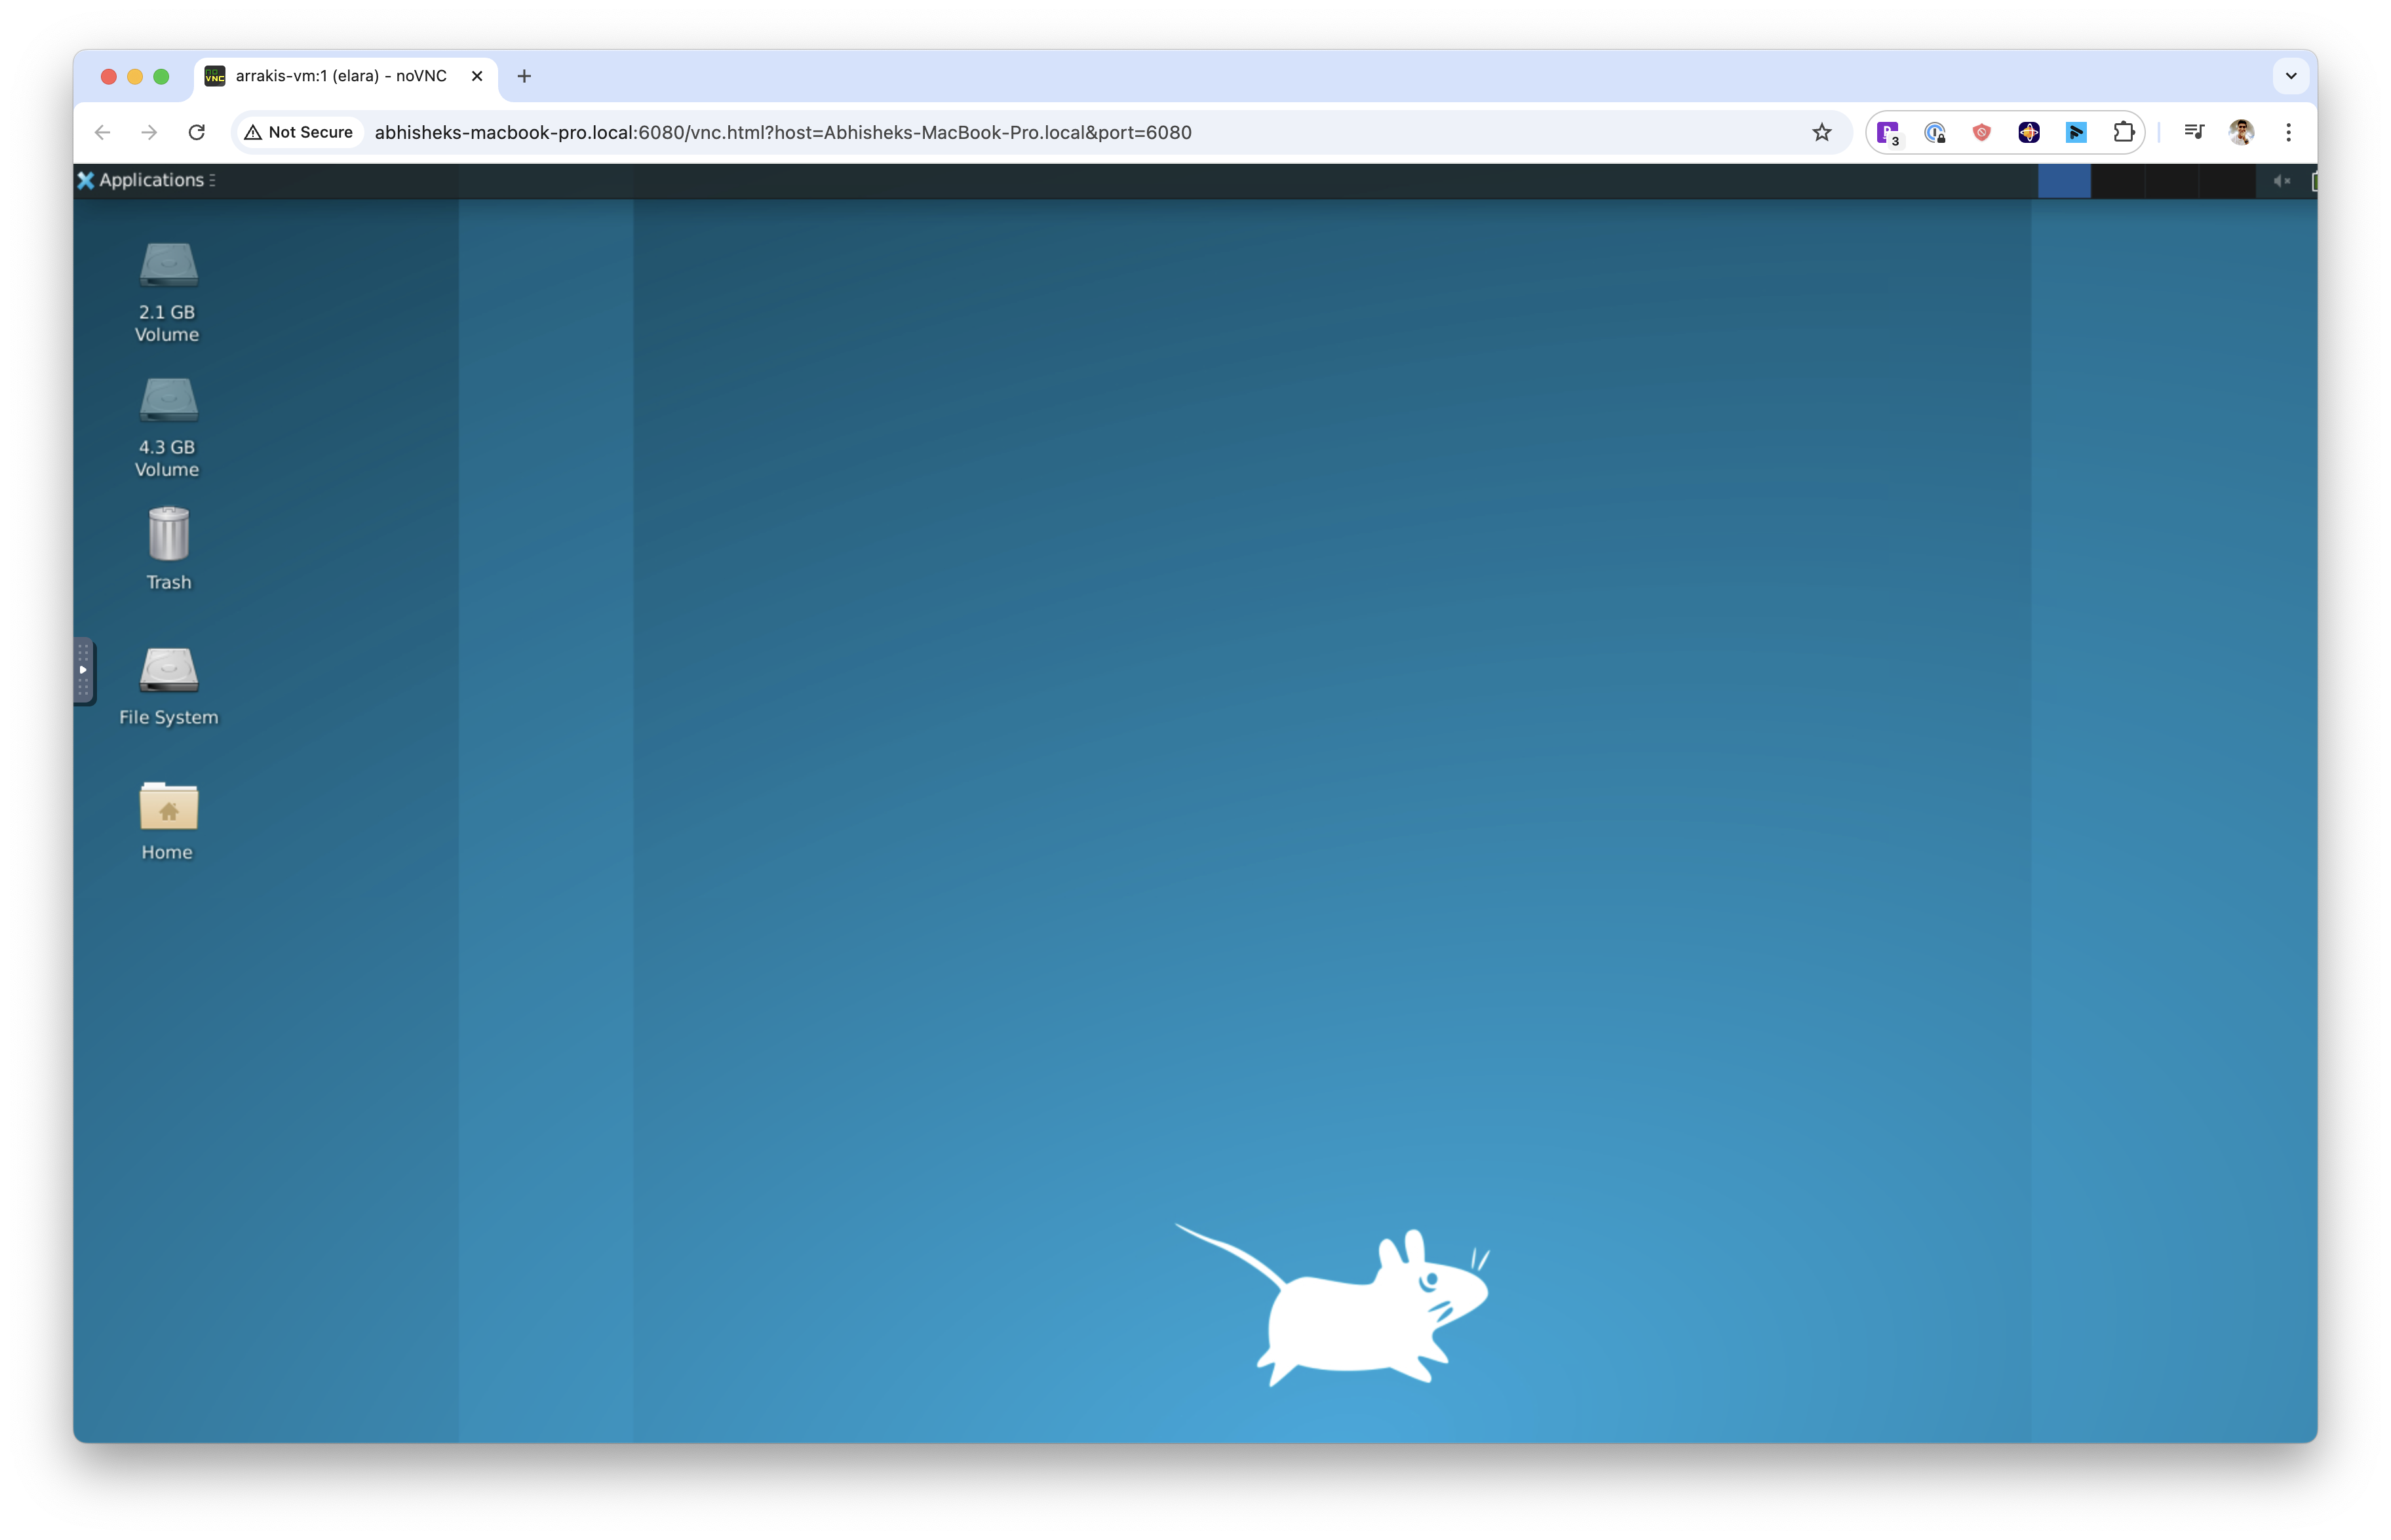 arrakis-vm:1 (elara) - noVNC
Not Secure
abhisheks-macbook-pro.local:6080/vnc.html?host=Abhisheks-MacBook-Pro.local&port=6080
3
Applications
2.1 GB
Volume
4.3 GB
Volume
Trash
File System
Home